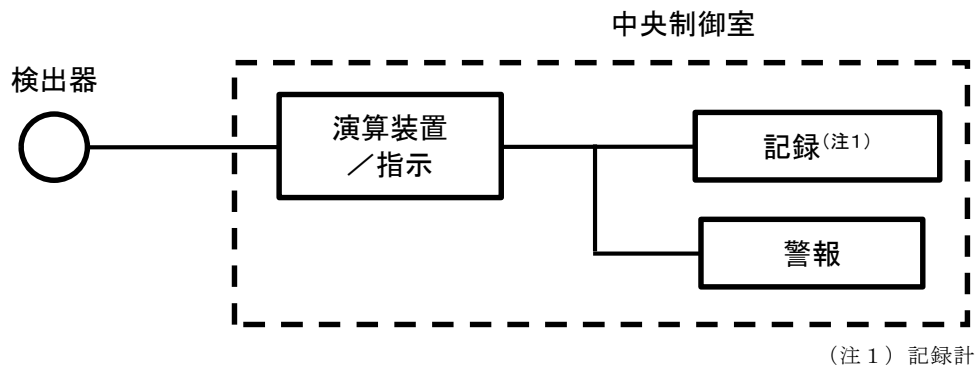 中央制御室
検出器
演算装置
／指示
記録(注1)
警報
(注１) 記録計